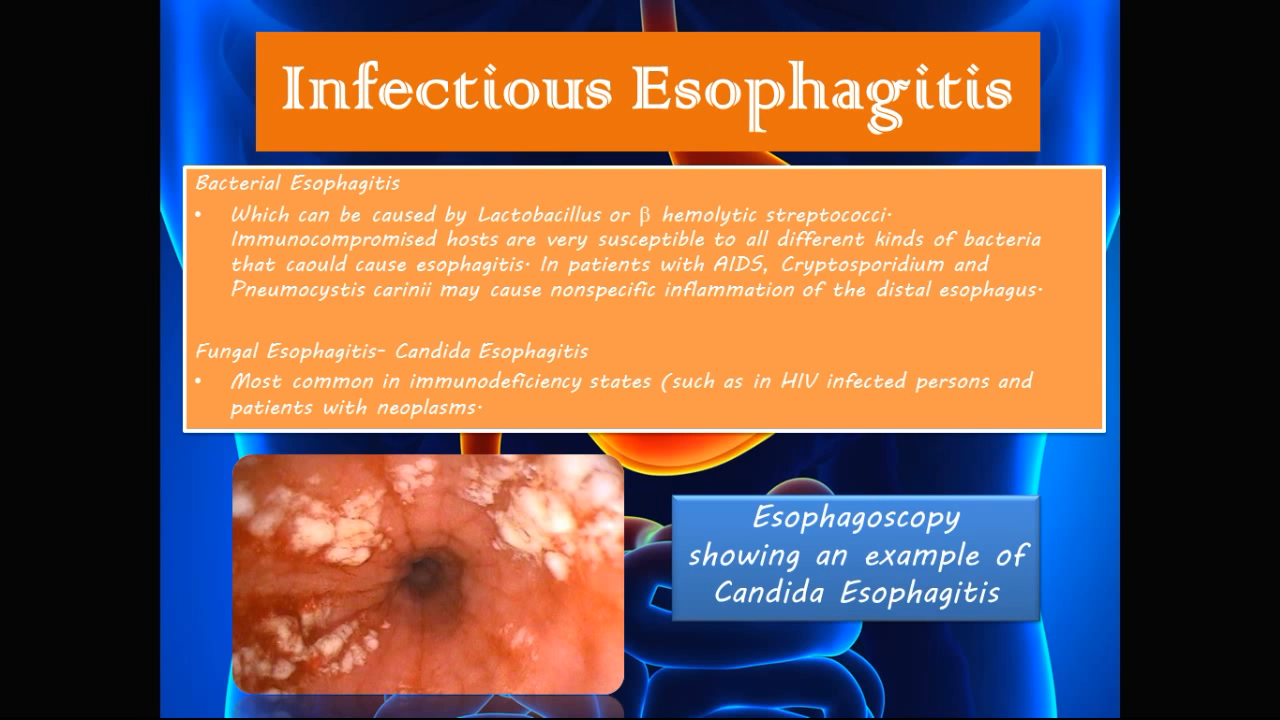 Infectious Esophagitis
Bacterial Esophagitis
• Which can be caused by Lactobacillus or β hemolytic streptococci.
Immunocompromised hosts are very susceptible to all different kinds of bacteria
that caould cause esophagitis. In patients with AIDS, Cryptosporidium and
Pneumocystis carinii may cause nonspecific inflammation of the distal esophagus.
Fungal Esophagitis- Candida Esophagitis
• Most common in immunodeficiency states (such as in HIV infected persons and
patients with neoplasms.
Esophagoscopy
showing an example of
Candida Esophagitis